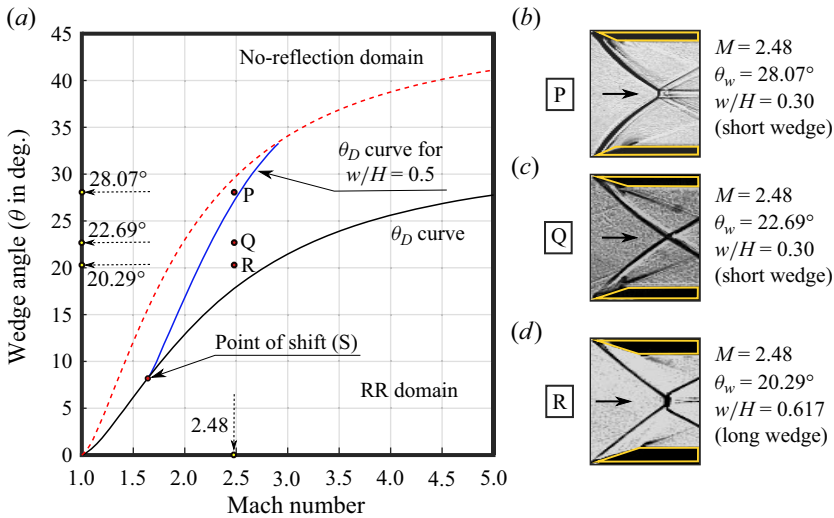 (a)
45
40
35
30
25
20
15
10
5
0
Wedge angle (θ in deg.)
1.0 1.5 2.0 2.5 3.0 3.5 4.0 4.5 5.0
Mach number
No-reflection domain
θD curve for
w/H = 0.5
θD curve
28.07°
22.69°
20.29°
P
Q
R
Point of shift (S)
RR domain
2.48
(b)
P
M = 2.48
θw = 28.07°
w/H = 0.30
(short wedge)
(c)
Q
M = 2.48
θw = 22.69°
w/H = 0.30
(short wedge)
(d)
R
M = 2.48
θw = 20.29°
w/H = 0.617
(long wedge)